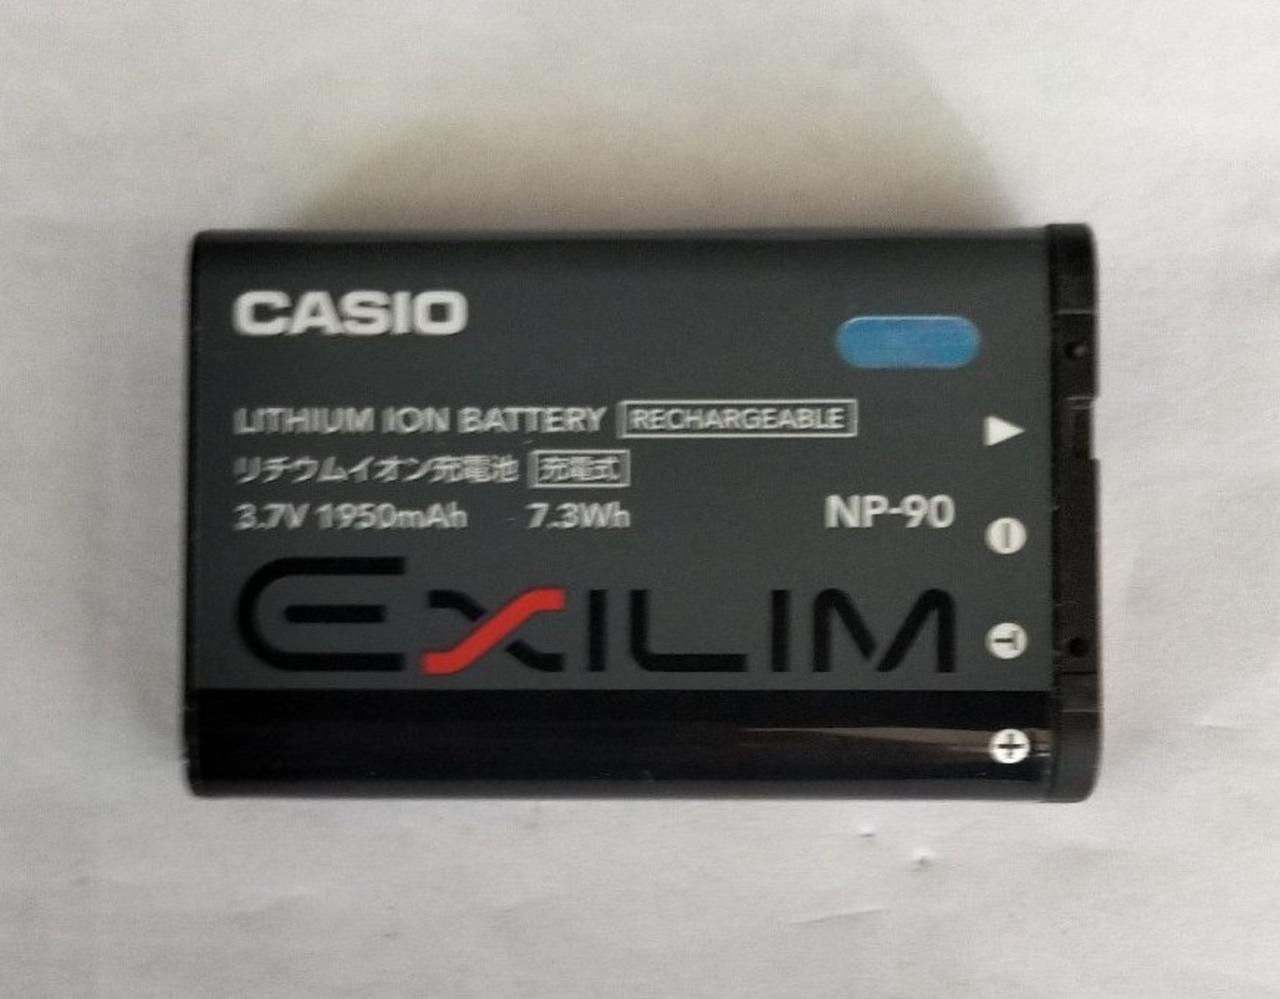 CASIO
LITHIUM ION BATTERY RECHARGEABLE
リチウムイオン充電池 充電式
3.7V 1950mAh 7.3Wh NP-90
EXILIM
T